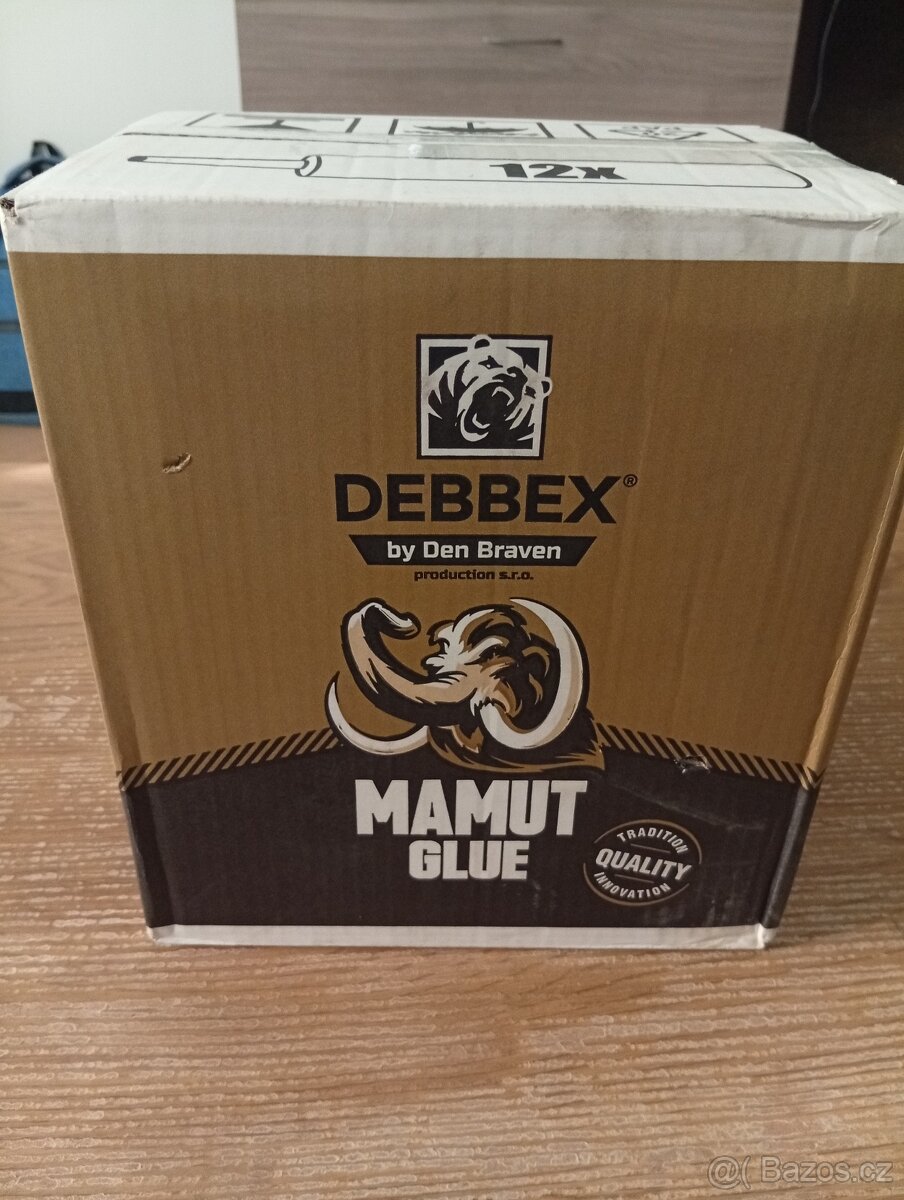 12x
DEBBEX®
by Den Braven
production s.r.o.
MAMUT
GLUE
TRADITION
QUALITY
INNOVATION
@( Bazos.cz